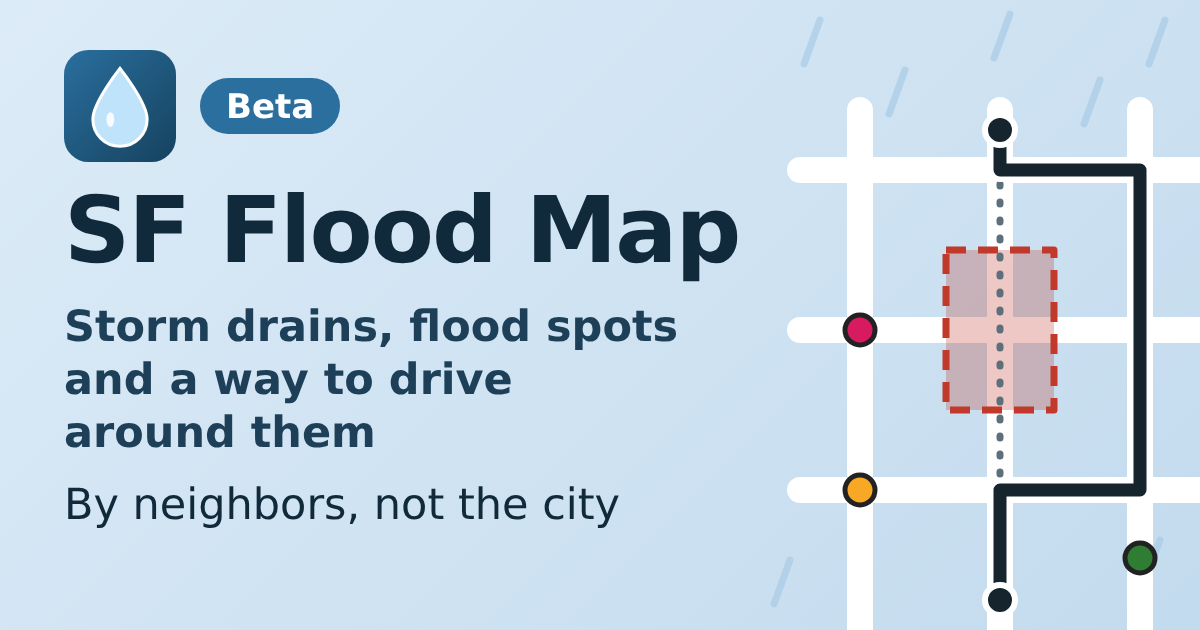 Beta
SF Flood Map
Storm drains, flood spots
and a way to drive
around them
By neighbors, not the city